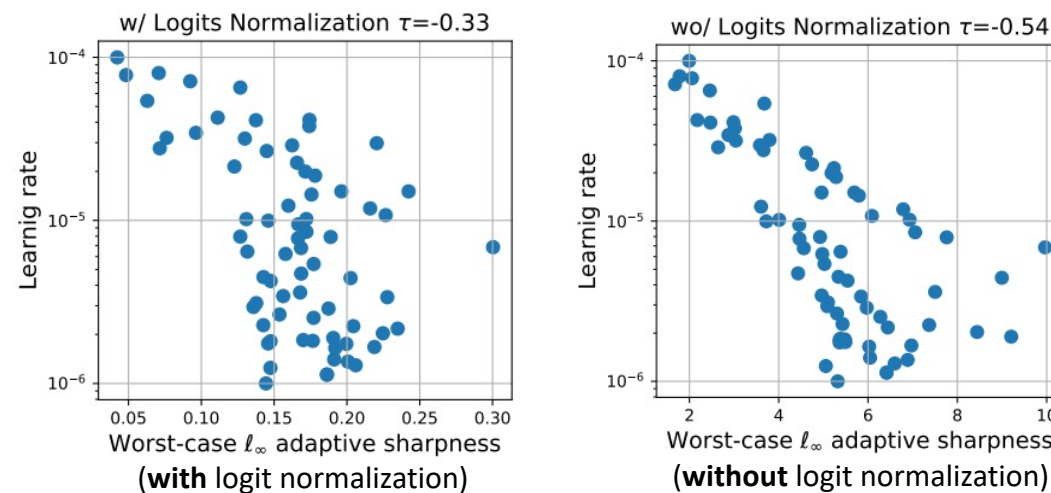 w/ Logits Normalization τ=-0.33
10⁻⁴
10⁻⁵
10⁻⁶
Learnig rate
0.05 0.10 0.15 0.20 0.25 0.30
Worst-case ℓ∞ adaptive sharpness
(with logit normalization)
wo/ Logits Normalization τ=-0.54
10⁻⁴
10⁻⁵
10⁻⁶
Learnig rate
2 4 6 8 10
Worst-case ℓ∞ adaptive sharpness
(without logit normalization)